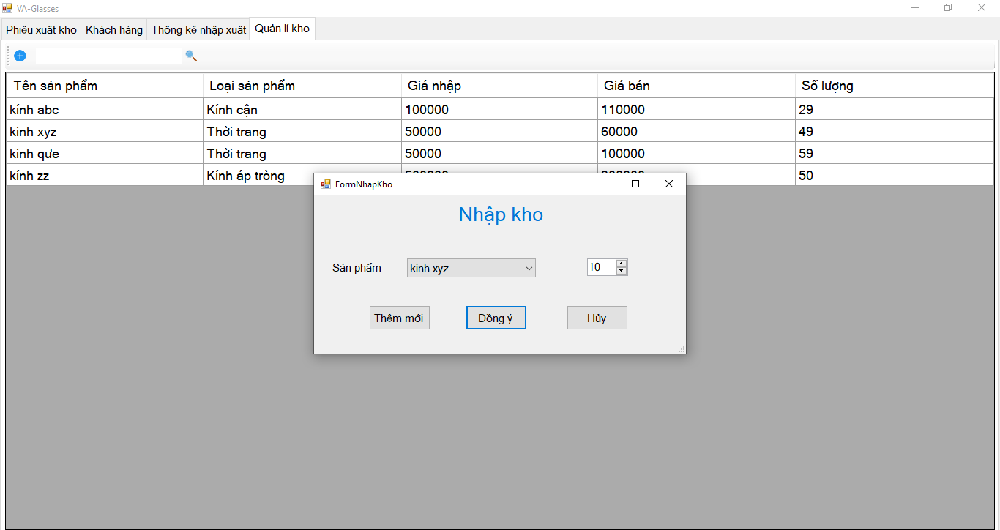 VA-Glasses
Phiếu xuất kho Khách hàng Thống kê nhập xuất Quản lí kho
Tên sản phẩm Loại sản phẩm Giá nhập Giá bán Số lượng
kính abc Kính cận 100000 110000 29
kinh xyz Thời trang 50000 60000 49
kinh qưe Thời trang 50000 100000 59
kính zz Kính áp tròng 50
FormNhapKho
Nhập kho
Sản phẩm kinh xyz 10
Thêm mới Đồng ý Hủy